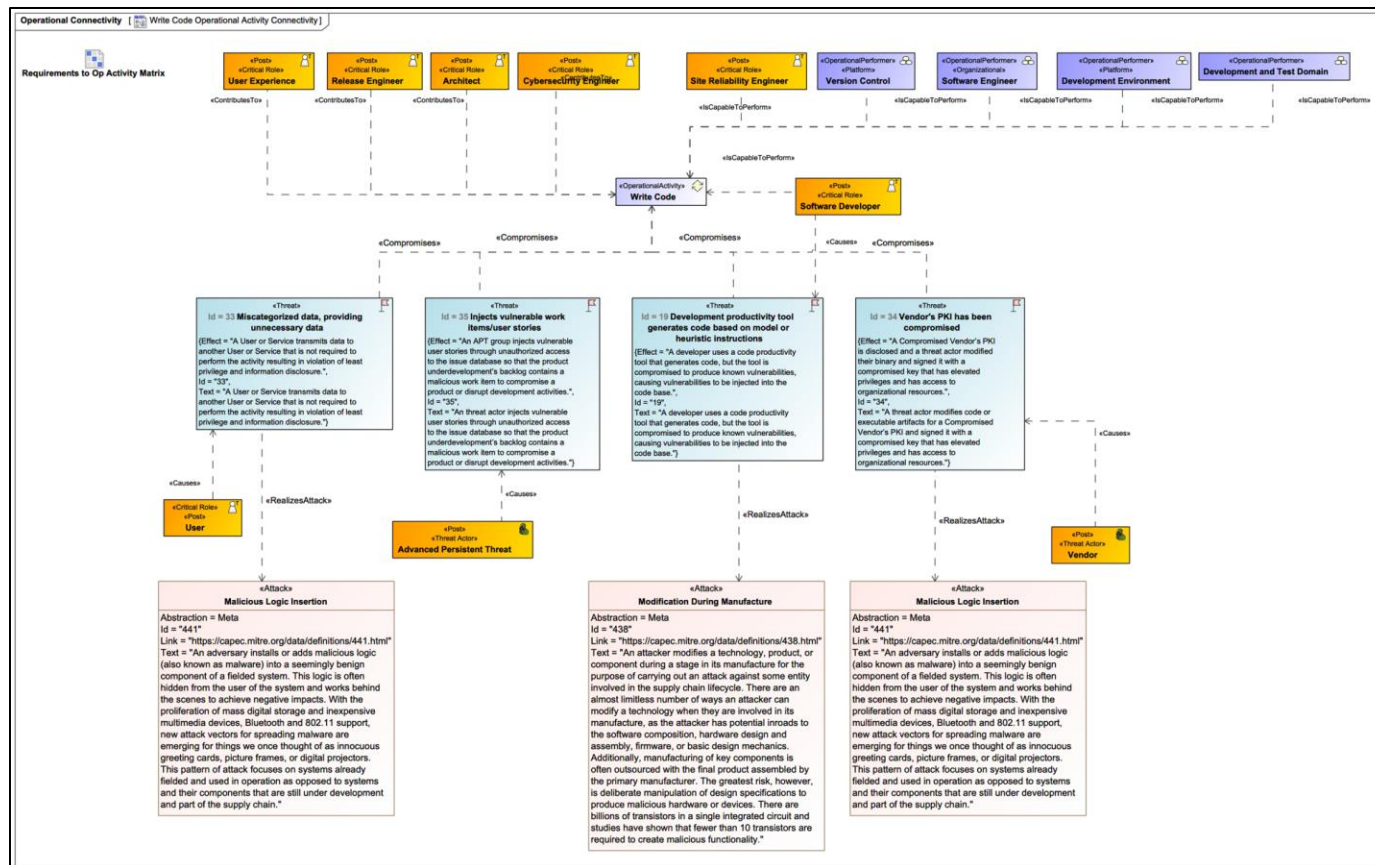 Operational Connectivity [ Write Code Operational Activity Connectivity ]
Requirements to Op Activity Matrix
«Post»
«Critical Role»
User Experience
«Post»
«Critical Role»
Release Engineer
«Post»
«Critical Role»
Architect
«Post»
«Critical Role»
Cybersecurity Engineer
«ContributesTo»
«Post»
«Critical Role»
Site Reliability Engineer
«OperationalPerformer»
«Platform»
Version Control
«OperationalPerformer»
«Organizational»
Software Engineer
«OperationalPerformer»
«Platform»
Development Environment
«OperationalPerformer»
Development and Test Domain
«ContributesTo»
«ContributesTo»
«ContributesTo»
«IsCapableToPerform»
«IsCapableToPerform»
«IsCapableToPerform»
«IsCapableToPerform»
«IsCapableToPerform»
«IsCapableToPerform»
«OperationalActivity»
Write Code
«Post»
«Critical Role»
Software Developer
«Compromises»
«Compromises»
«Compromises»
«Causes»
«Compromises»
«Threat»
Id = 33 Miscategorized data, providing
unnecessary data
{Effect = "A User or Service transmits data to
another User or Service that is not required to
perform the activity resulting in violation of least
privilege and information disclosure.",
Id = "33",
Text = "A User or Service transmits data to
another User or Service that is not required to
perform the activity resulting in violation of least
privilege and information disclosure."}
«Threat»
Id = 35 Injects vulnerable work
items/user stories
{Effect = "An APT group injects vulnerable
user stories through unauthorized access
to the issue database so that the product
underdevelopment's backlog contains a
malicious work item to compromise a
product or disrupt development activities.",
Id = "35",
Text = "An threat actor injects vulnerable
user stories through unauthorized access
to the issue database so that the product
underdevelopment's backlog contains a
malicious work item to compromise a
product or disrupt development activities."}
«Threat»
Id = 19 Development productivity tool
generates code based on model or
heuristic instructions
{Effect = "A developer uses a code productivity
tool that generates code, but the tool is
compromised to produce known vulnerabilities,
causing vulnerabilities to be injected into the
code base.",
Id = "19",
Text = "A developer uses a code productivity
tool that generates code, but the tool is
compromised to produce known vulnerabilities,
causing vulnerabilities to be injected into the
code base."}
«Threat»
Id = 34 Vendor's PKI has been
compromised
{Effect = "A Compromised Vendor's PKI
is disclosed and a threat actor modified
their binary and signed it with a
compromised key that has elevated
privileges and has access to
organizational resources.",
Id = "34",
Text = "A threat actor modifies code or
executable artifacts for a Compromised
Vendor's PKI and signed it with a
compromised key that has elevated
privileges and has access to
organizational resources."}
«Causes»
«Causes»
«Causes»
«RealizesAttack»
«RealizesAttack»
«RealizesAttack»
«Critical Role»
«Post»
User
«Post»
«Threat Actor»
Advanced Persistent Threat
«Post»
«Threat Actor»
Vendor
«Attack»
Malicious Logic Insertion
Abstraction = Meta
Id = "441"
Link = "https://capec.mitre.org/data/definitions/441.html"
Text = "An adversary installs or adds malicious logic
(also known as malware) into a seemingly benign
component of a fielded system. This logic is often
hidden from the user of the system and works behind
the scenes to achieve negative impacts. With the
proliferation of mass digital storage and inexpensive
multimedia devices, Bluetooth and 802.11 support,
new attack vectors for spreading malware are
emerging for things we once thought of as innocuous
greeting cards, picture frames, or digital projectors.
This pattern of attack focuses on systems already
fielded and used in operation as opposed to systems
and their components that are still under development
and part of the supply chain."
«Attack»
Modification During Manufacture
Abstraction = Meta
Id = "438"
Link = "https://capec.mitre.org/data/definitions/438.html"
Text = "An attacker modifies a technology, product, or
component during a stage in its manufacture for the
purpose of carrying out an attack against some entity
involved in the supply chain lifecycle. There are an
almost limitless number of ways an attacker can
modify a technology when they are involved in its
manufacture, as the attacker has potential inroads to
the software composition, hardware design and
assembly, firmware, or basic design mechanics.
Additionally, manufacturing of key components is
often outsourced with the final product assembled by
the primary manufacturer. The greatest risk, however,
is deliberate manipulation of design specifications to
produce malicious hardware or devices. There are
billions of transistors in a single integrated circuit and
studies have shown that fewer than 10 transistors are
required to create malicious functionality."
«Attack»
Malicious Logic Insertion
Abstraction = Meta
Id = "441"
Link = "https://capec.mitre.org/data/definitions/441.html"
Text = "An adversary installs or adds malicious logic
(also known as malware) into a seemingly benign
component of a fielded system. This logic is often
hidden from the user of the system and works behind
the scenes to achieve negative impacts. With the
proliferation of mass digital storage and inexpensive
multimedia devices, Bluetooth and 802.11 support,
new attack vectors for spreading malware are
emerging for things we once thought of as innocuous
greeting cards, picture frames, or digital projectors.
This pattern of attack focuses on systems already
fielded and used in operation as opposed to systems
and their components that are still under development
and part of the supply chain."